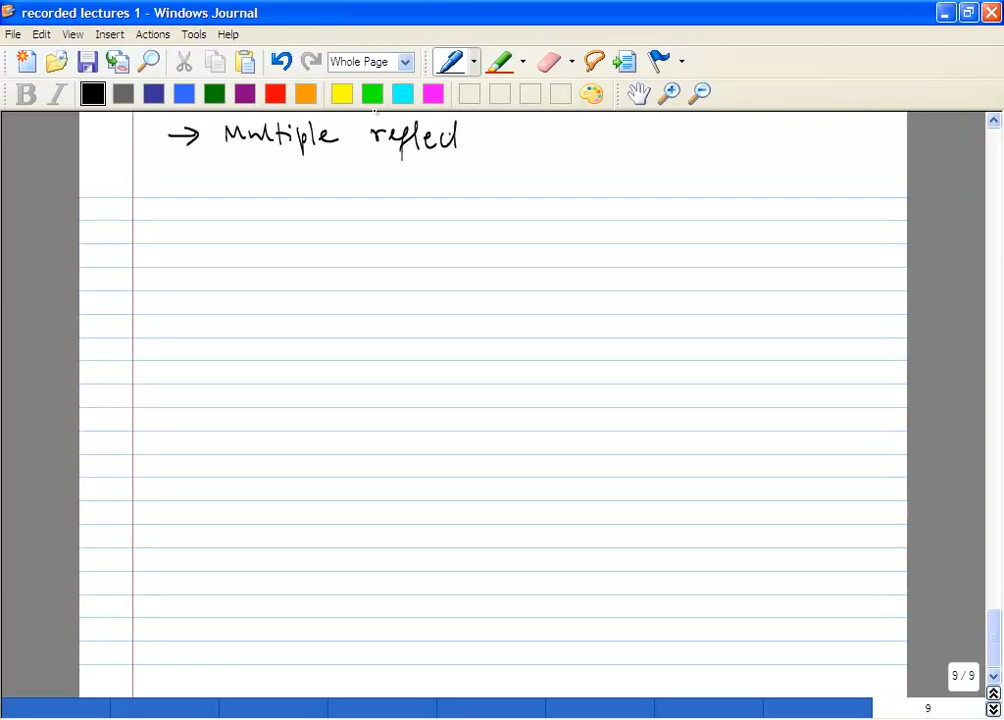 recorded lectures 1 - Windows Journal
File Edit View Insert Actions Tools Help
Whole Page
B I
→ Multiple reflect
9 / 9
9